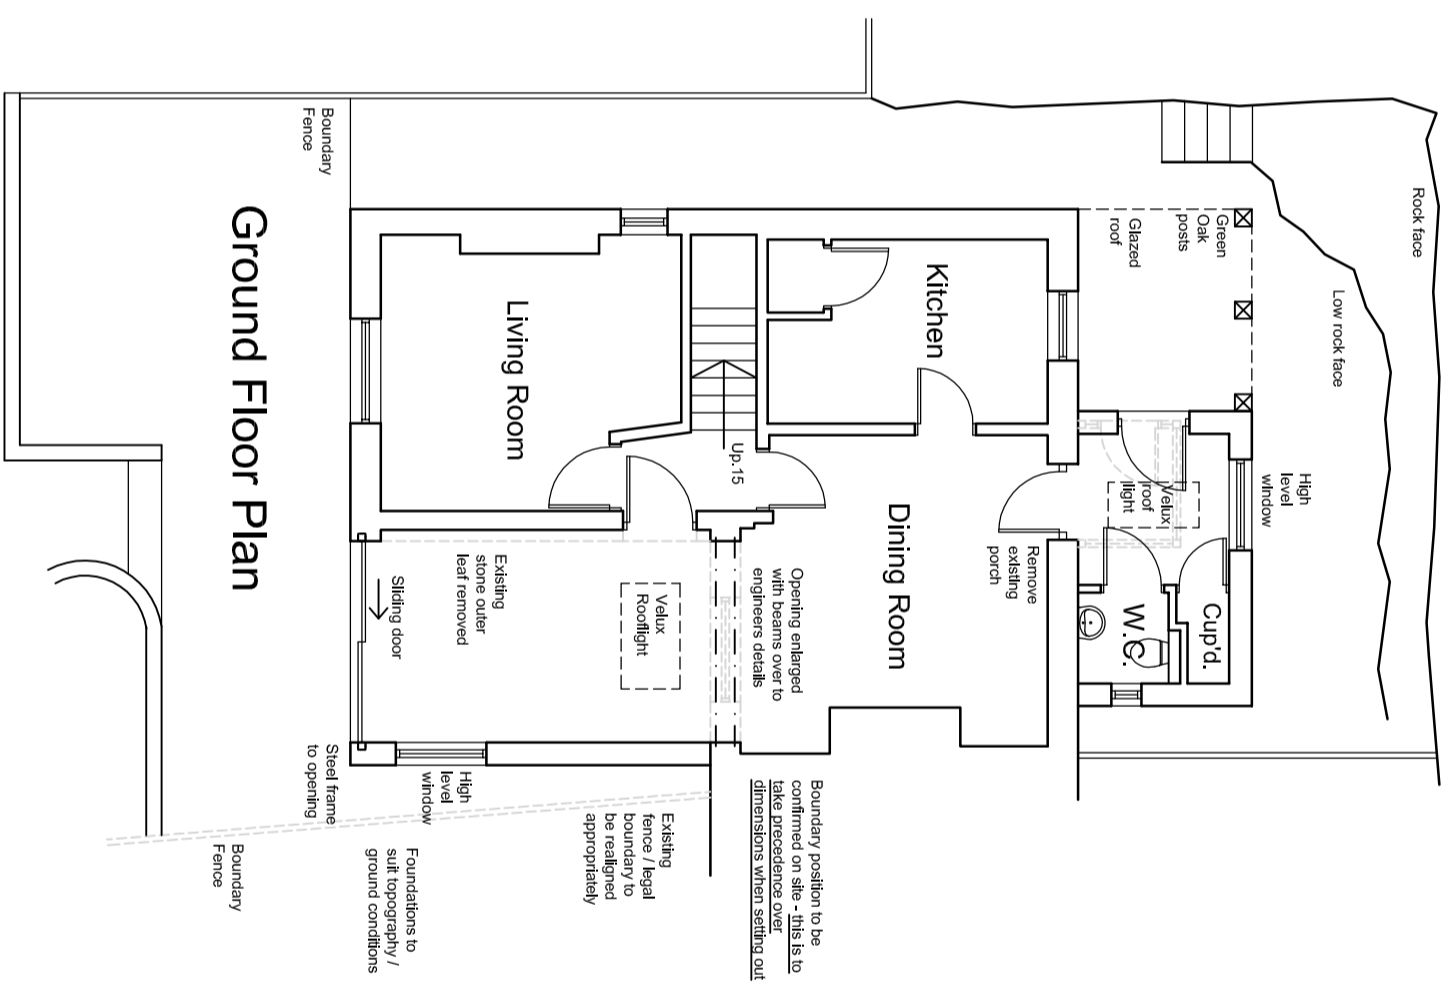 Rock face
Low rock face
Green
Oak
posts
Glazed
roof
High
level
window
Velux
roof
light
Cup'd.
W.C.
Kitchen
Remove
existing
porch
Dining Room
Up.15
Living Room
Opening enlarged
with beams over to
engineers details
Velux
Rooflight
Existing
stone outer
leaf removed
Sliding door
Boundary
Fence
Ground Floor Plan
Boundary position to be
confirmed on site - this is to
take precedence over
dimensions when setting out
Existing
fence / legal
boundary to
be realigned
appropriately
High
level
window
Steel frame
to opening
Foundations to
suit topography /
ground conditions
Boundary
Fence